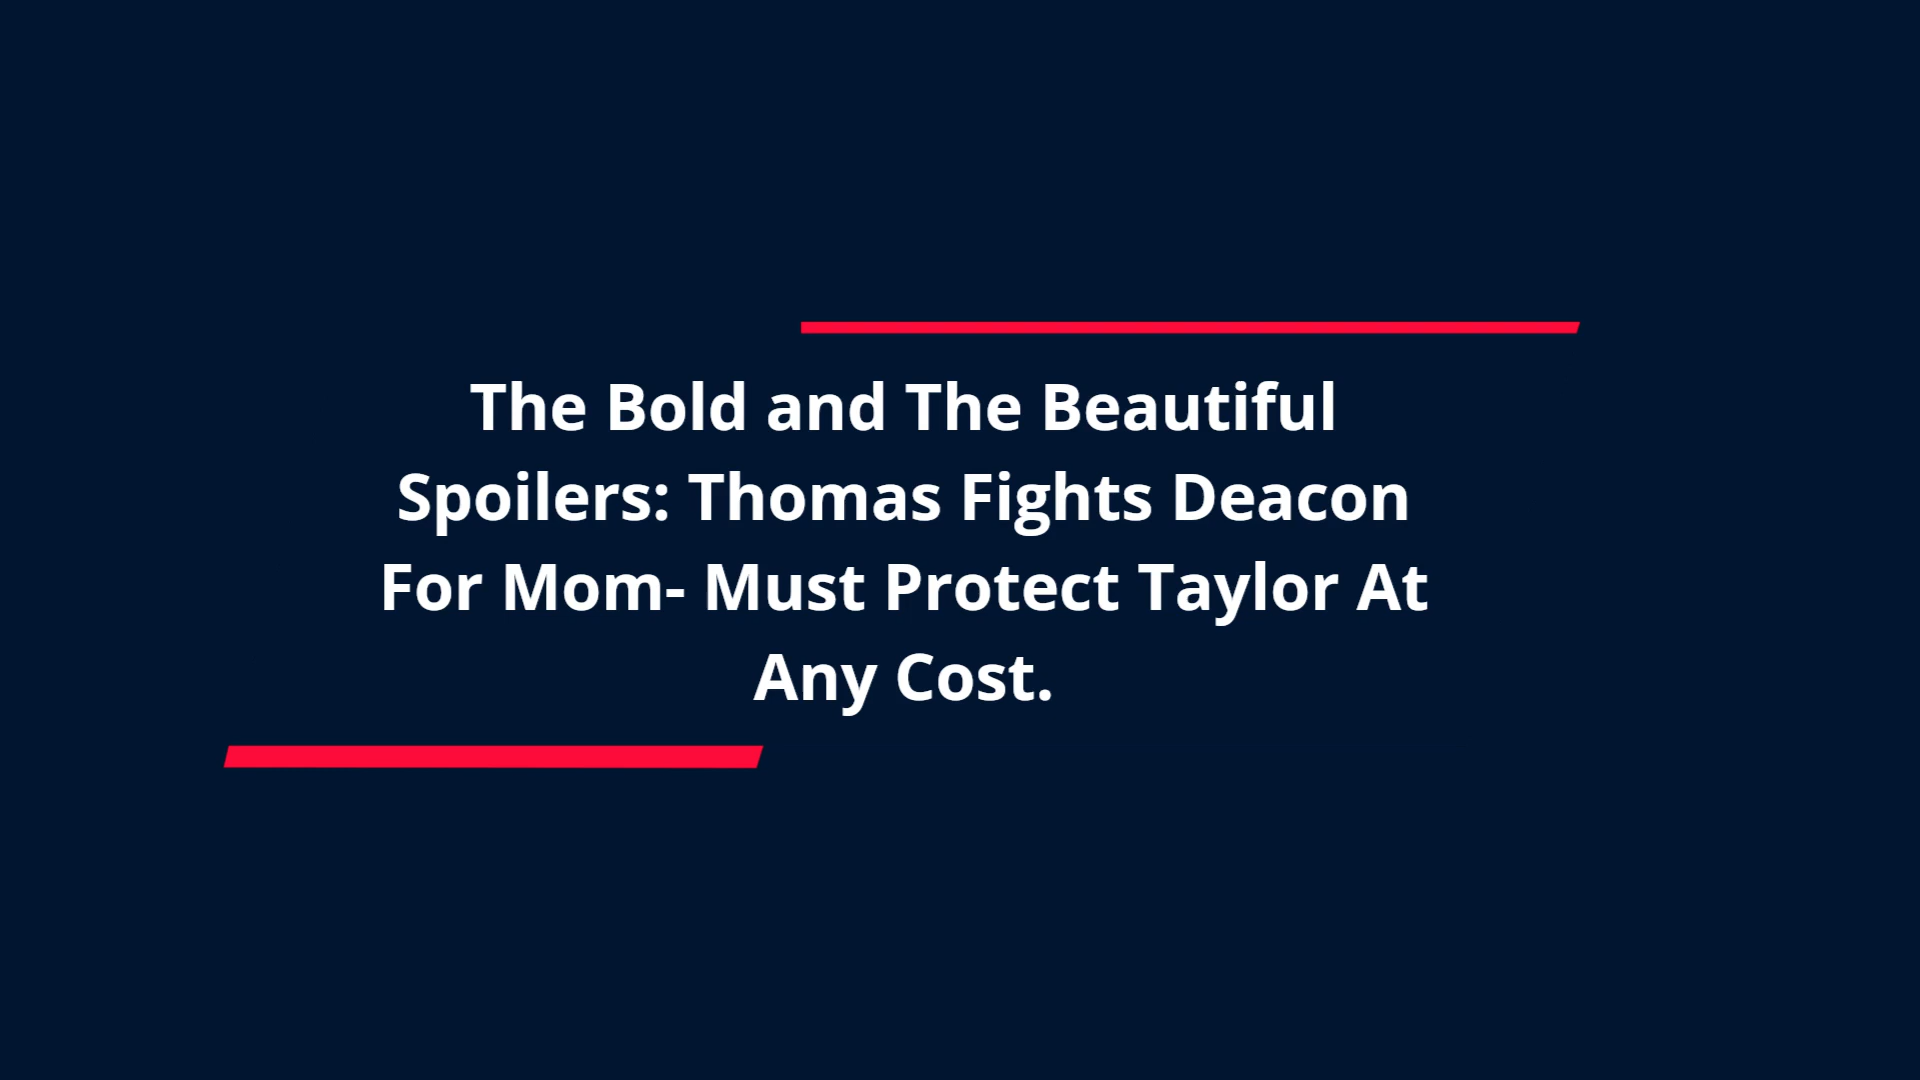 The Bold and The Beautiful
Spoilers: Thomas Fights Deacon
For Mom- Must Protect Taylor At
Any Cost.